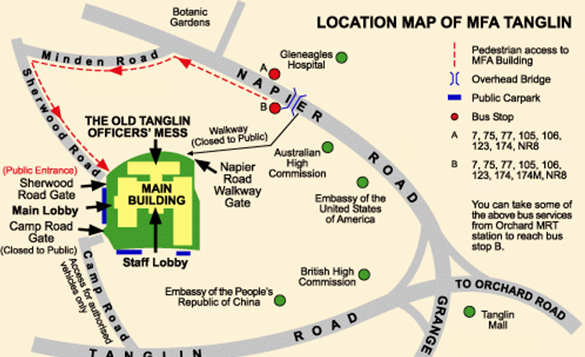 Botanic
Gardens
LOCATION MAP OF MFA TANGLIN
Minden Road
Gleneagles
Hospital
A
B
NAPIER ROAD
Pedestrian access to
MFA Building
Overhead Bridge
Public Carpark
Bus Stop
A 7, 75, 77, 105, 106,
123, 174, NR8
B 7, 75, 77, 105, 106,
123, 174, 174M, NR8
You can take some of
the above bus services
from Orchard MRT
station to reach bus
stop B.
Sherwood Road
THE OLD TANGLIN
OFFICERS' MESS
Walkway
(Closed to Public)
Australian
High
Commission
(Public Entrance)
Sherwood
Road Gate
Main Lobby
Camp Road
Gate
(Closed to Public)
MAIN
BUILDING
Napier
Road
Walkway
Gate
Embassy of the
United States
of America
Staff Lobby
Camp Road
Access for authorised
vehicles only
British High
Commission
Embassy of the People's
Republic of China
TO ORCHARD ROAD
Tanglin
Mall
GRANGE
TANGLIN ROAD